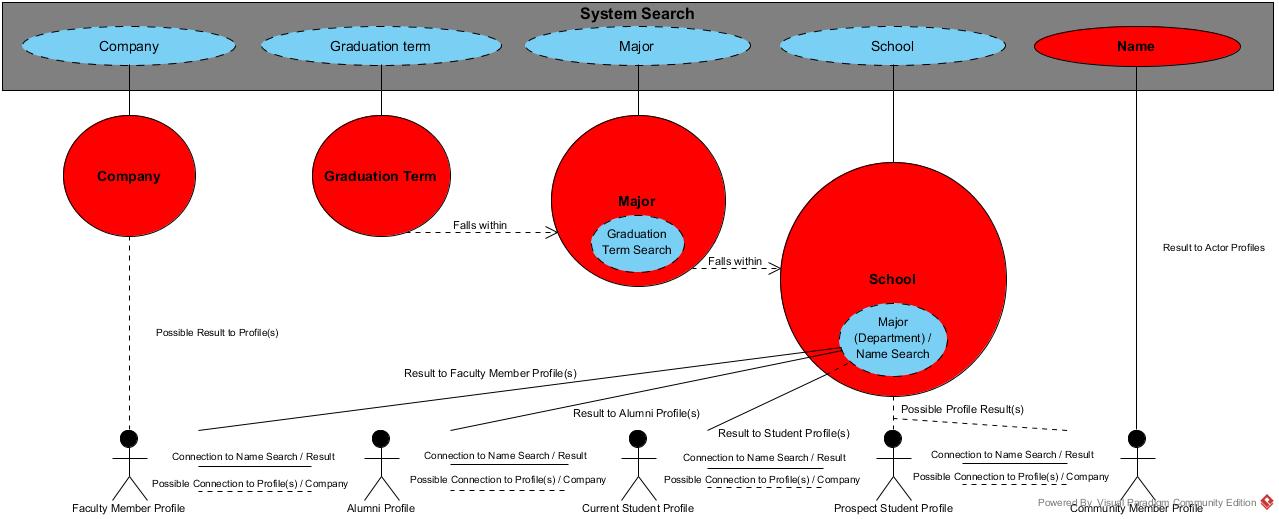 System Search
Company
Graduation term
Major
School
Name
Company
Graduation Term
Major
Graduation
Term Search
Falls within
Falls within
School
Major
(Department) /
Name Search
Result to Actor Profiles
Possible Result to Profile(s)
Result to Faculty Member Profile(s)
Result to Alumni Profile(s)
Result to Student Profile(s)
Possible Profile Result(s)
Connection to Name Search / Result
Possible Connection to Profile(s) / Company
Connection to Name Search / Result
Possible Connection to Profile(s) / Company
Connection to Name Search / Result
Possible Connection to Profile(s) / Company
Connection to Name Search / Result
Possible Connection to Profile(s) / Company
Powered By Visual Paradigm Community Edition
Faculty Member Profile
Alumni Profile
Current Student Profile
Prospect Student Profile
Community Member Profile